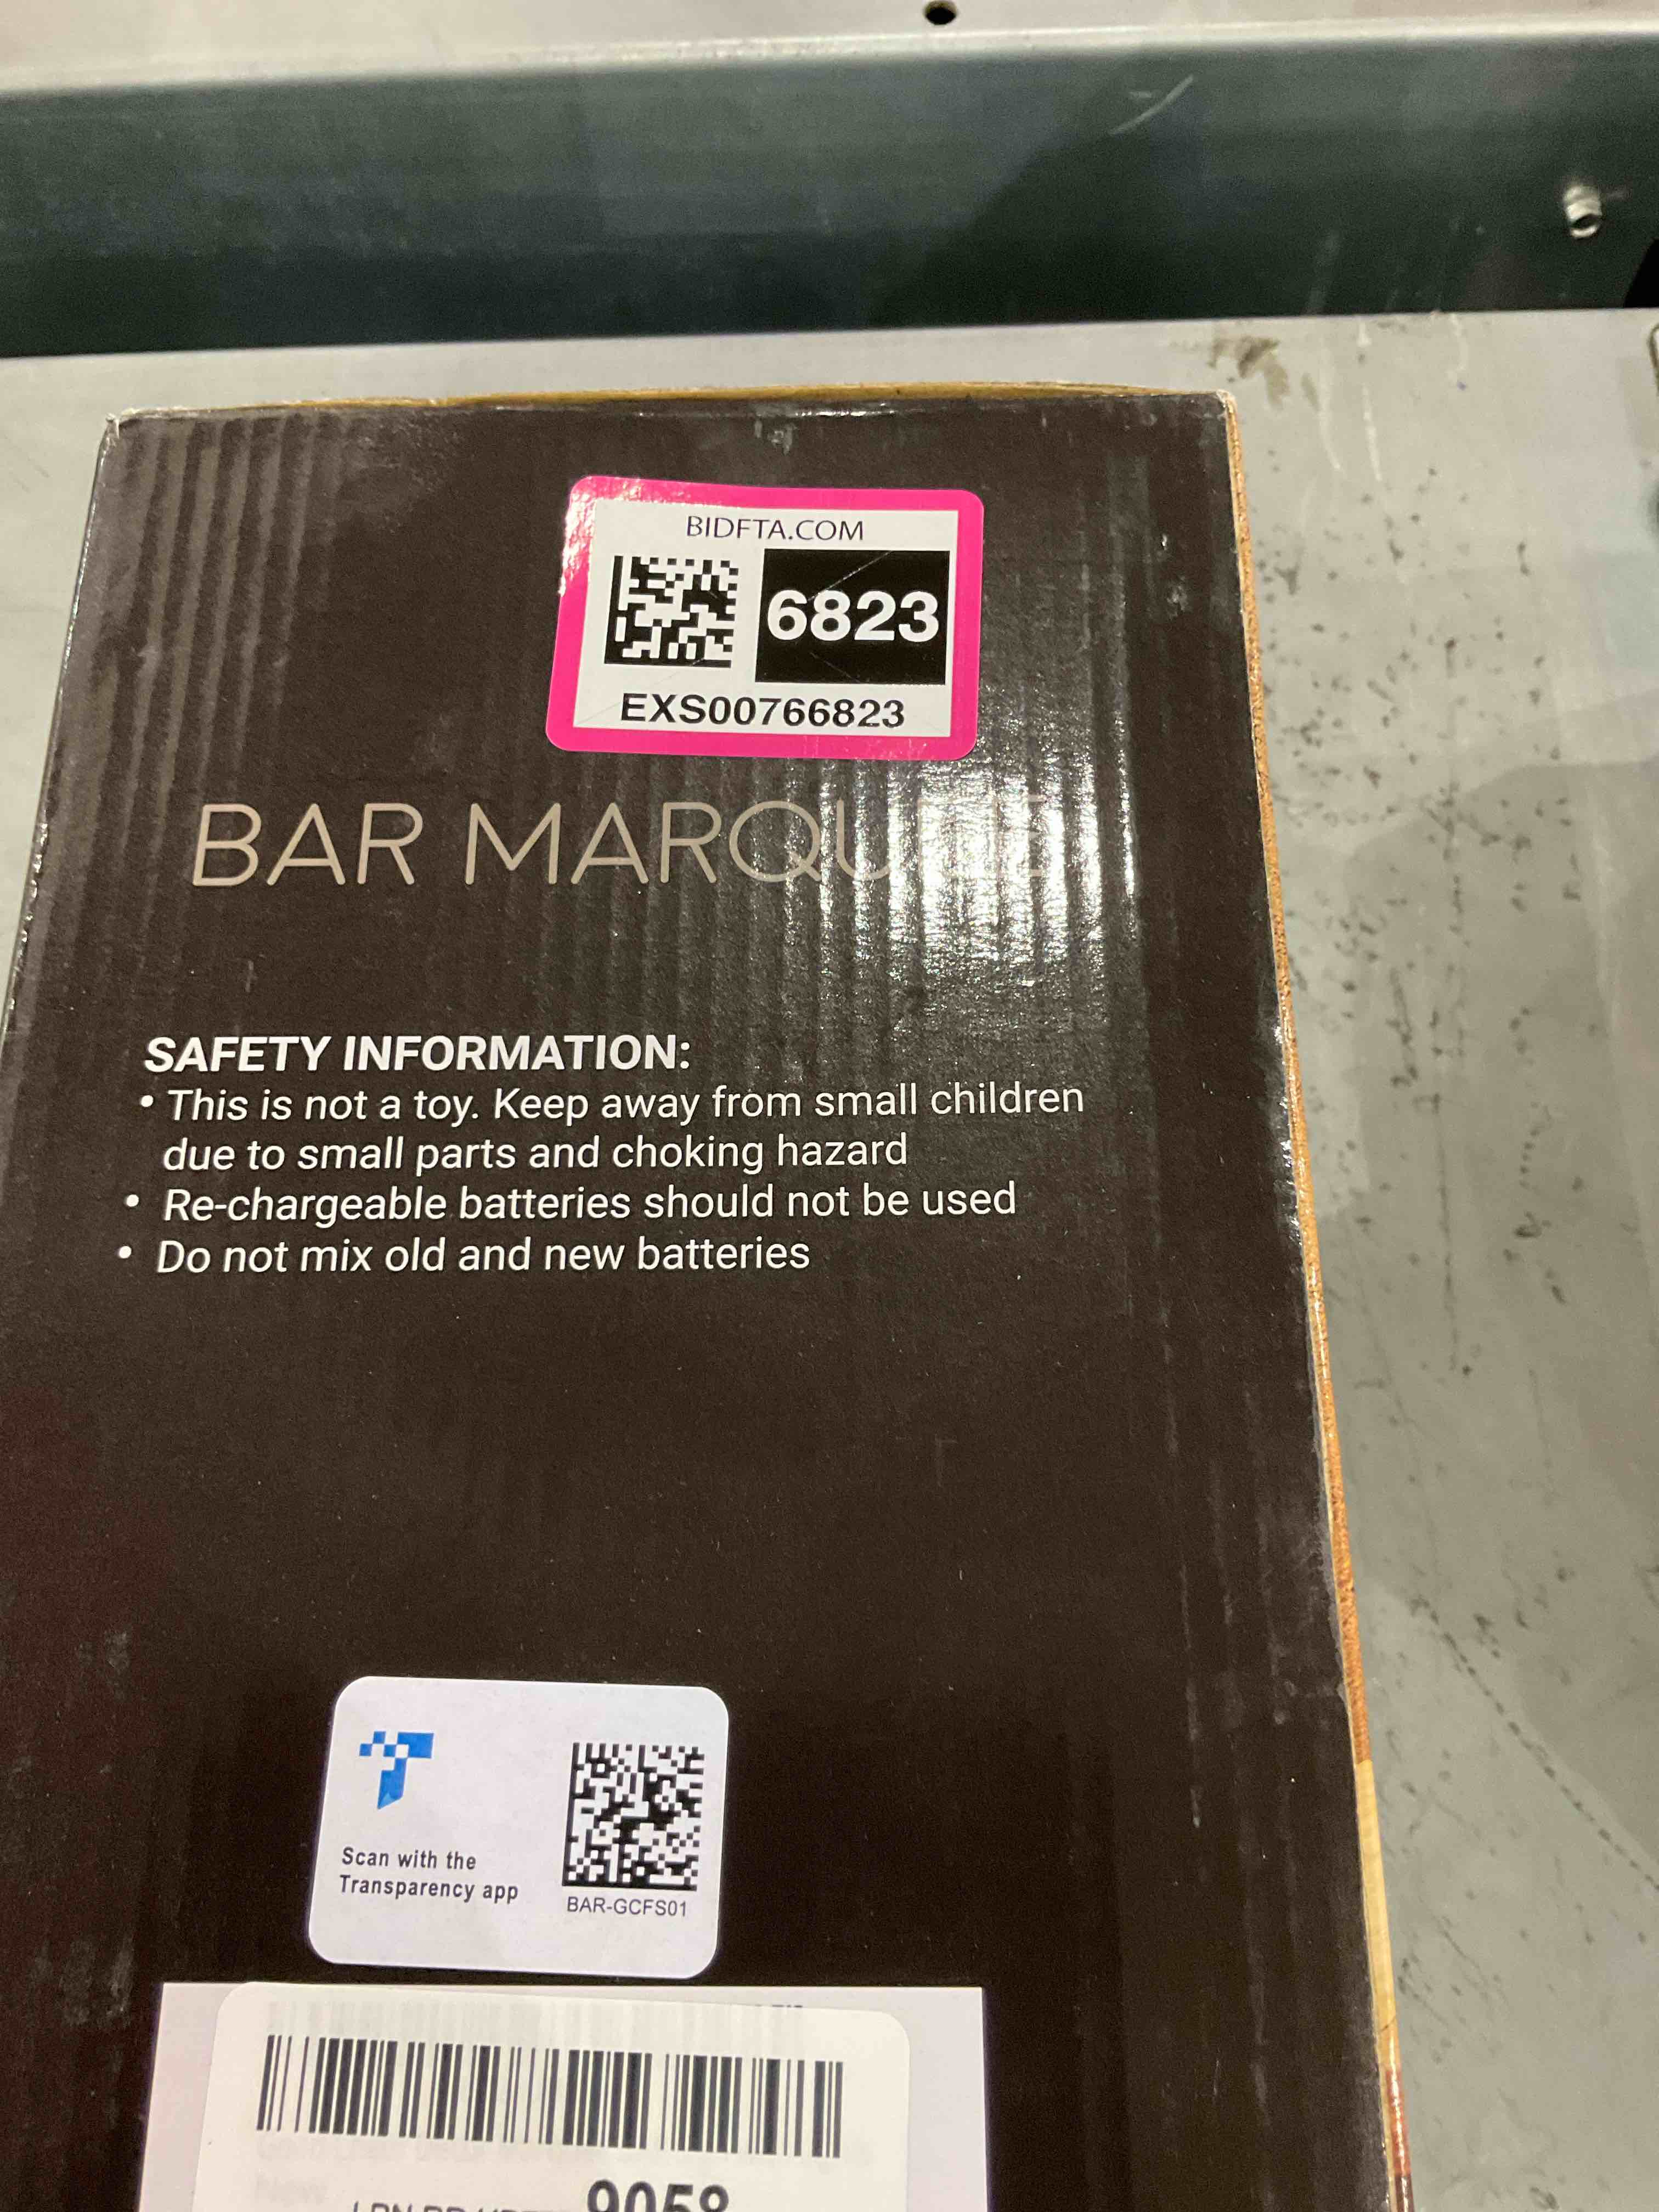 BIDFTA.COM
6823
EXS00766823
BAR MARQUEE
SAFETY INFORMATION:
• This is not a toy. Keep away from small children
due to small parts and choking hazard
• Re-chargeable batteries should not be used
• Do not mix old and new batteries
Scan with the
Transparency app
BAR-GCFS01
9058